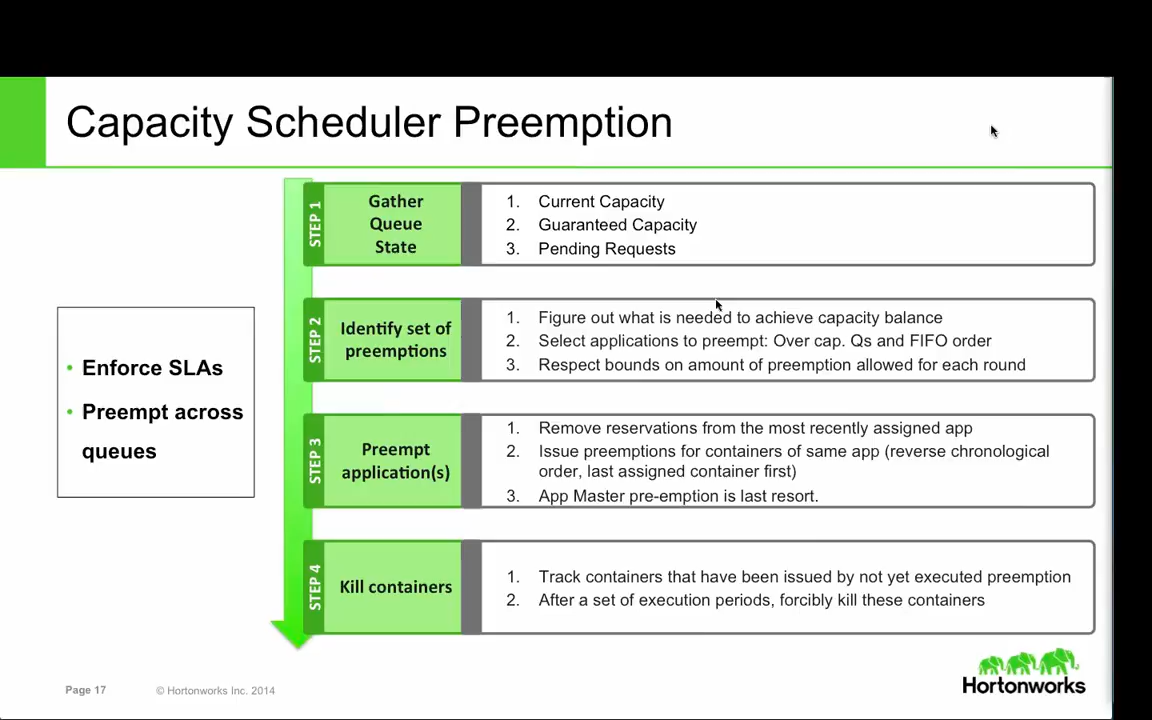 Capacity Scheduler Preemption
• Enforce SLAs
• Preempt across
queues
STEP 1
Gather
Queue
State
1. Current Capacity
2. Guaranteed Capacity
3. Pending Requests
STEP 2
Identify set of
preemptions
1. Figure out what is needed to achieve capacity balance
2. Select applications to preempt: Over cap. Qs and FIFO order
3. Respect bounds on amount of preemption allowed for each round
STEP 3
Preempt
application(s)
1. Remove reservations from the most recently assigned app
2. Issue preemptions for containers of same app (reverse chronological
order, last assigned container first)
3. App Master pre-emption is last resort.
STEP 4
Kill containers
1. Track containers that have been issued by not yet executed preemption
2. After a set of execution periods, forcibly kill these containers
Page 17
© Hortonworks Inc. 2014
Hortonworks